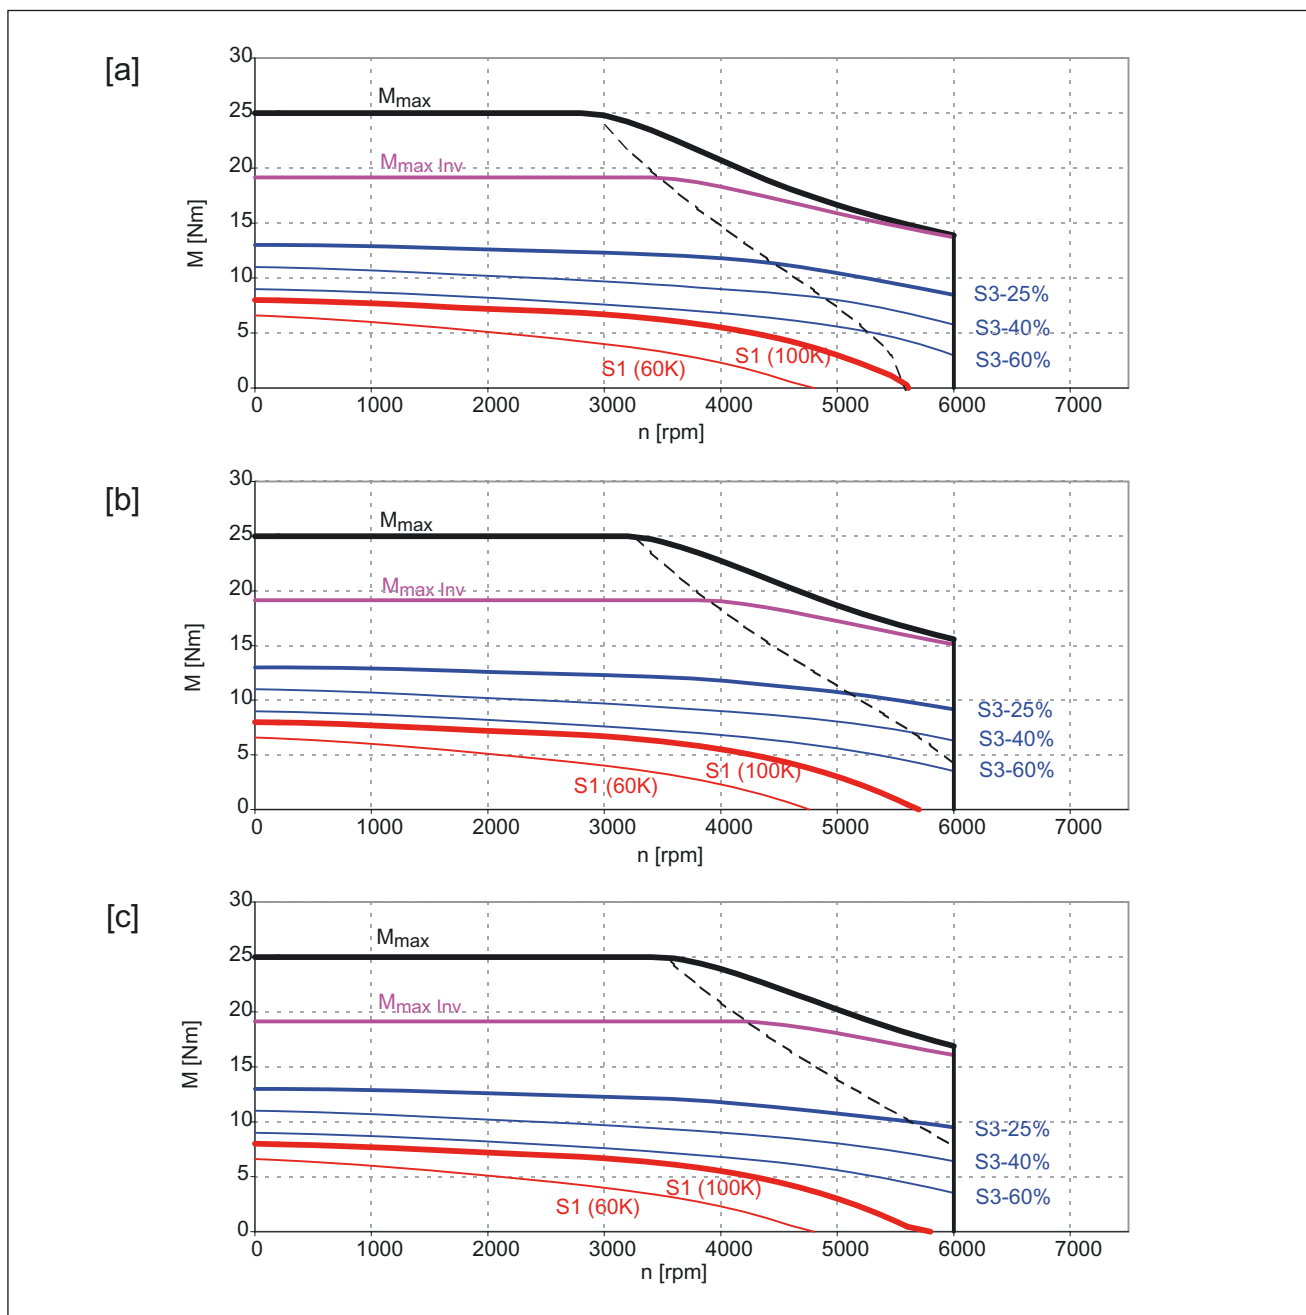 [a]
30
25
20
15
10
5
0
M [Nm]
Mmax
Mmax Inv
S3-25%
S3-40%
S3-60%
S1 (100K)
S1 (60K)
0 1000 2000 3000 4000 5000 6000 7000
n [rpm]
[b]
30
25
20
15
10
5
0
M [Nm]
Mmax
Mmax Inv
S3-25%
S3-40%
S3-60%
S1 (100K)
S1 (60K)
0 1000 2000 3000 4000 5000 6000 7000
n [rpm]
[c]
30
25
20
15
10
5
0
M [Nm]
Mmax
Mmax Inv
S3-25%
S3-40%
S3-60%
S1 (100K)
S1 (60K)
0 1000 2000 3000 4000 5000 6000 7000
n [rpm]